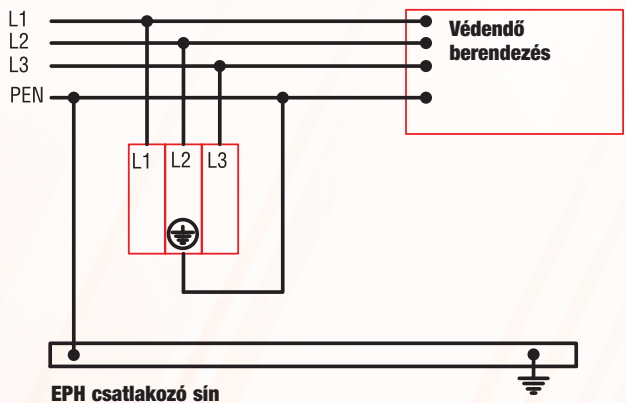 L1
L2
L3
PEN
Védendő
berendezés
L1 L2 L3
EPH csatlakozó sín